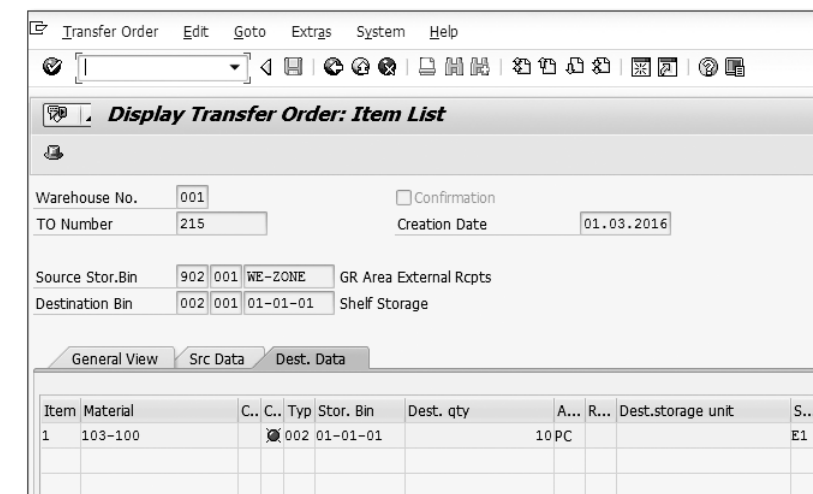 Transfer Order Edit Goto Extras System Help
Display Transfer Order: Item List
Warehouse No. 001 Confirmation
TO Number 215 Creation Date 01.03.2016
Source Stor.Bin 902 001 WE-ZONE GR Area External Rcpts
Destination Bin 002 001 01-01-01 Shelf Storage
General View Src Data Dest. Data
Item Material C.. C.. Typ Stor. Bin Dest. qty A... R... Dest.storage unit S...
1 103-100 002 01-01-01 10 PC E1